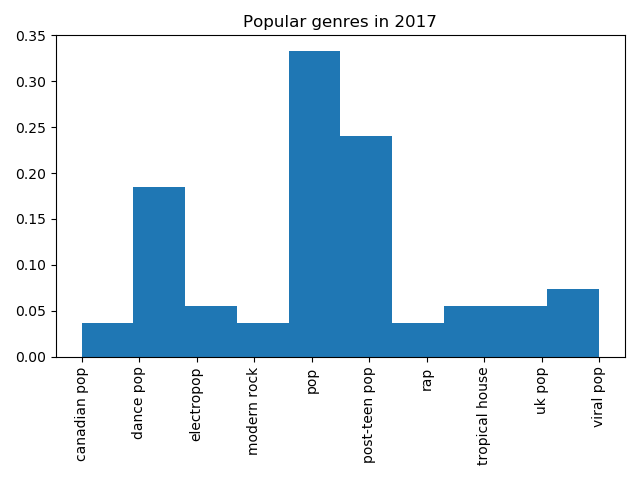 Popular genres in 2017
0.35
0.30
0.25
0.20
0.15
0.10
0.05
0.00
canadian pop
dance pop
electropop
modern rock
pop
post-teen pop
rap
tropical house
uk pop
viral pop